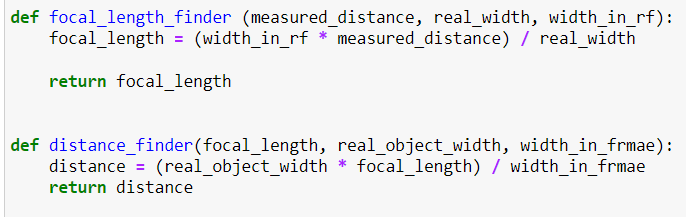 def focal_length_finder (measured_distance, real_width, width_in_rf):
    focal_length = (width_in_rf * measured_distance) / real_width
    return focal_length
def distance_finder(focal_length, real_object_width, width_in_frmae):
    distance = (real_object_width * focal_length) / width_in_frmae
    return distance